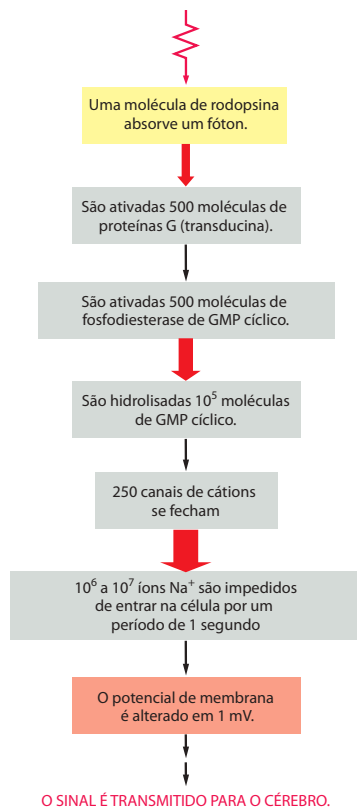 Uma molécula de rodopsina
absorve um fóton.
São ativadas 500 moléculas de
proteínas G (transducina).
São ativadas 500 moléculas de
fosfodiesterase de GMP cíclico.
São hidrolisadas 10⁵ moléculas
de GMP cíclico.
250 canais de cátions
se fecham
10⁶ a 10⁷ íons Na⁺ são impedidos
de entrar na célula por um
período de 1 segundo
O potencial de membrana
é alterado em 1 mV.
O SINAL É TRANSMITIDO PARA O CÉREBRO.